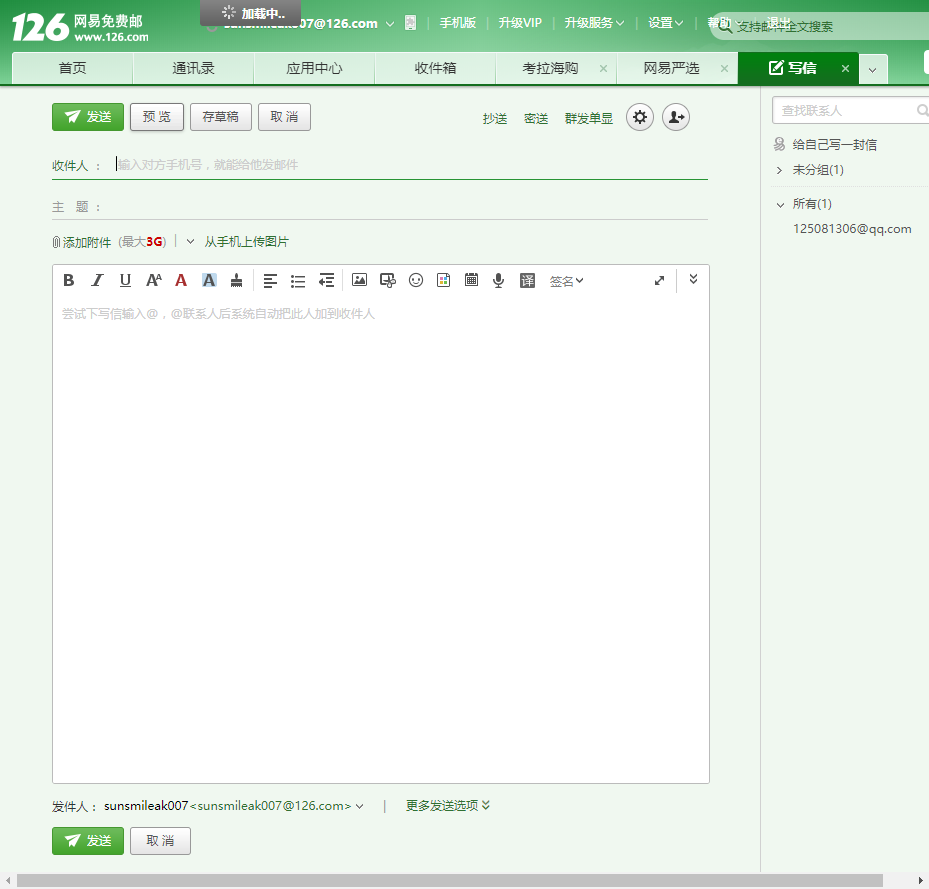 126 网易免费邮
www.126.com
加载中..
07@126.com
手机版 升级VIP 升级服务 设置 帮助 退出
支持邮件全文搜索
首页 通讯录 应用中心 收件箱 考拉海购 网易严选 写信
发送 预 览 存草稿 取 消
抄送 密送 群发单显
查找联系人
给自己写一封信
未分组(1)
所有(1)
125081306@qq.com
收件人 : 输入对方手机号，就能给他发邮件
主 题 :
添加附件 (最大3G) 从手机上传图片
B I U A A A A 译 签名
尝试下写信输入@，@联系人后系统自动把此人加到收件人
发件人： sunsmileak007<sunsmileak007@126.com> | 更多发送选项
发送 取 消